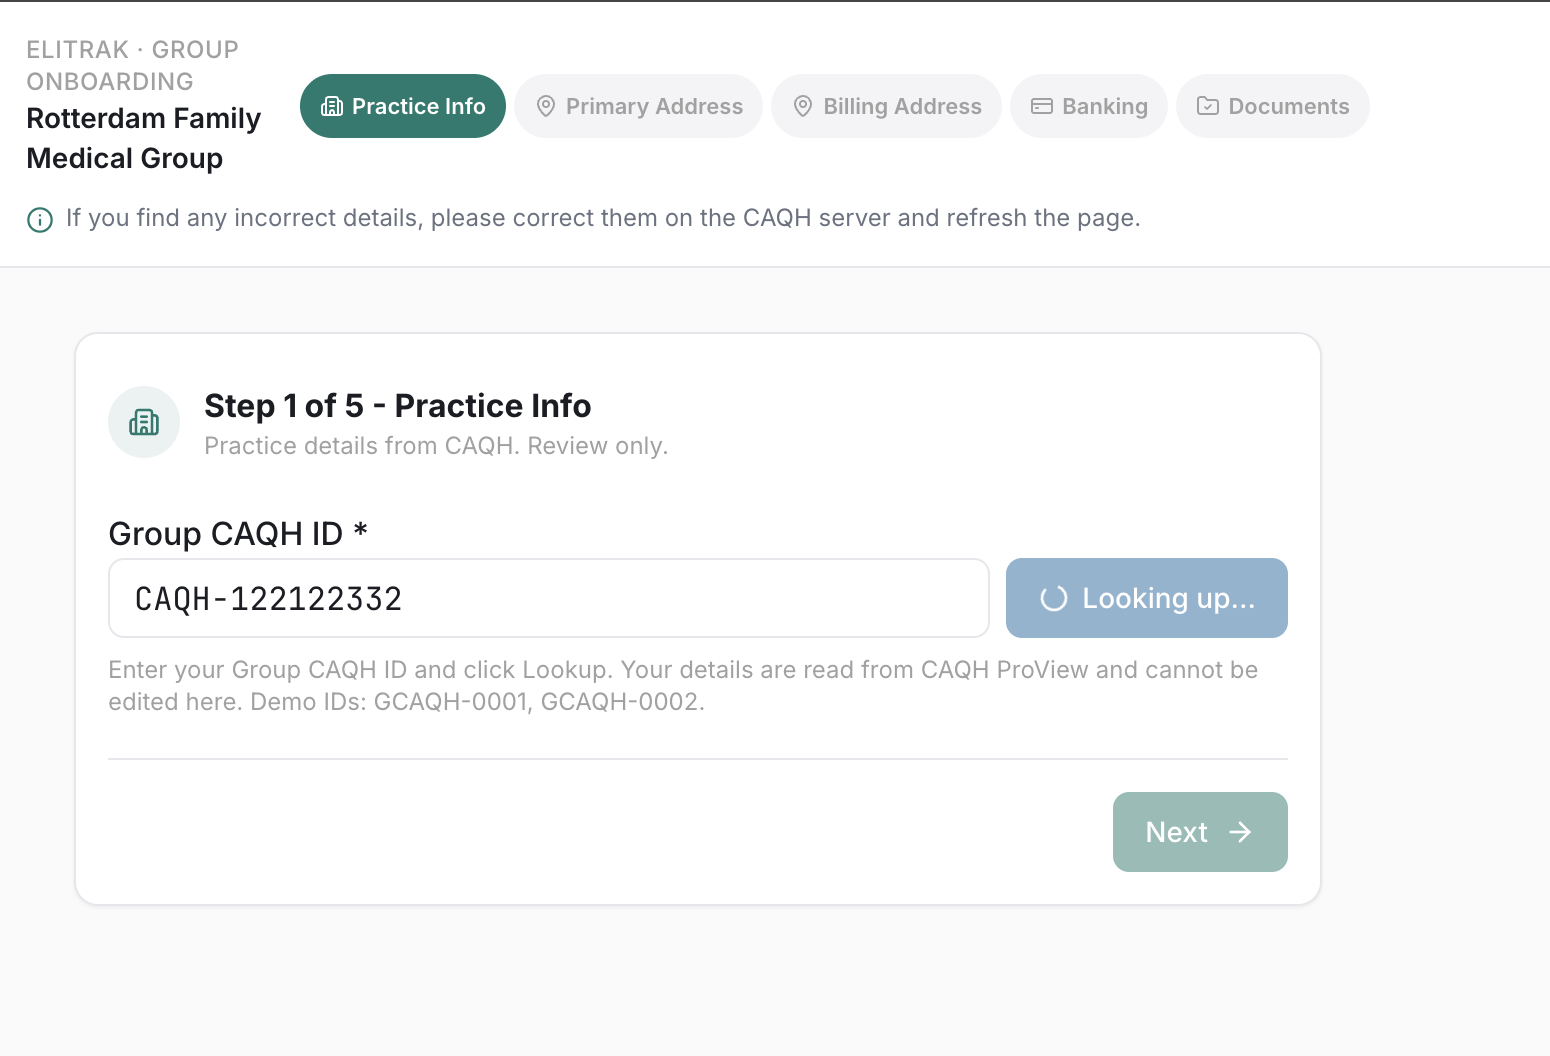 ELITRAK · GROUP
ONBOARDING
Rotterdam Family
Medical Group
Practice Info
Primary Address
Billing Address
Banking
Documents
If you find any incorrect details, please correct them on the CAQH server and refresh the page.
Step 1 of 5 - Practice Info
Practice details from CAQH. Review only.
Group CAQH ID *
CAQH-122122332
Looking up...
Enter your Group CAQH ID and click Lookup. Your details are read from CAQH ProView and cannot be
edited here. Demo IDs: GCAQH-0001, GCAQH-0002.
Next